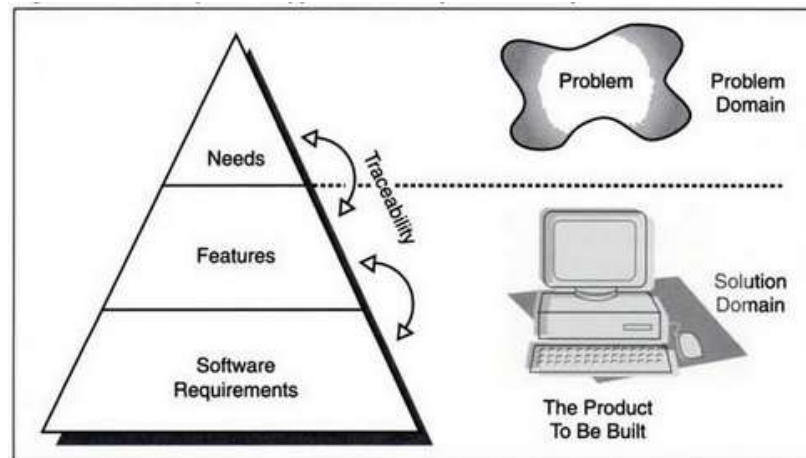 Needs
Features
Software
Requirements
Traceability
Problem
Problem
Domain
Solution
Domain
The Product
To Be Built